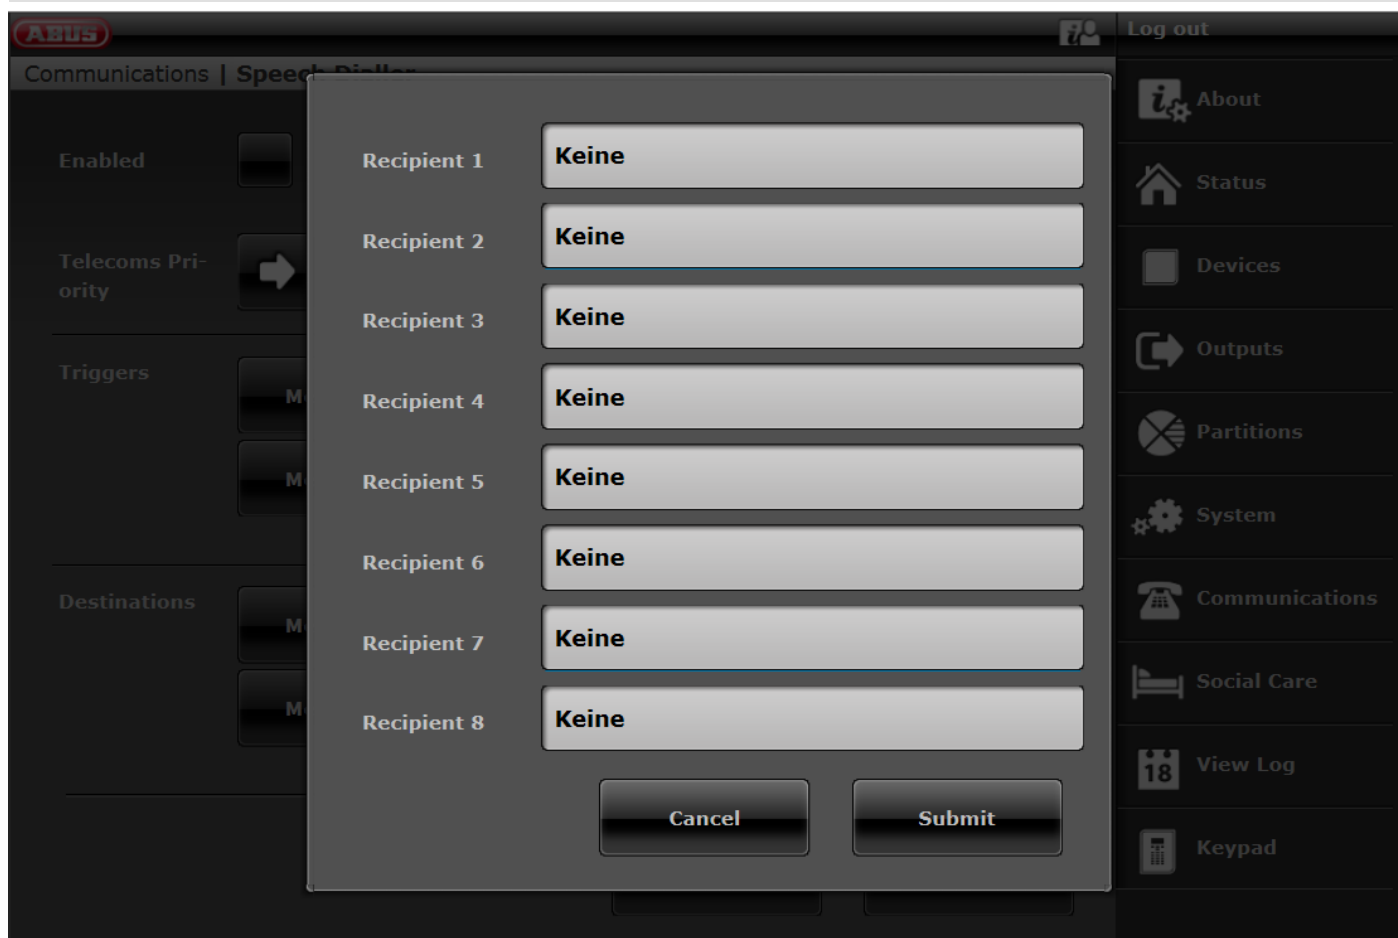 ABUS
Log out
Communications | Speech Dialler
About
Enabled
Recipient 1
Keine
Status
Recipient 2
Keine
Telecoms Pri-
ority
Devices
Recipient 3
Keine
Outputs
Triggers
Recipient 4
Keine
Partitions
Recipient 5
Keine
System
Recipient 6
Keine
Destinations
Communications
Recipient 7
Keine
Social Care
Recipient 8
Keine
18
View Log
Cancel
Submit
Keypad